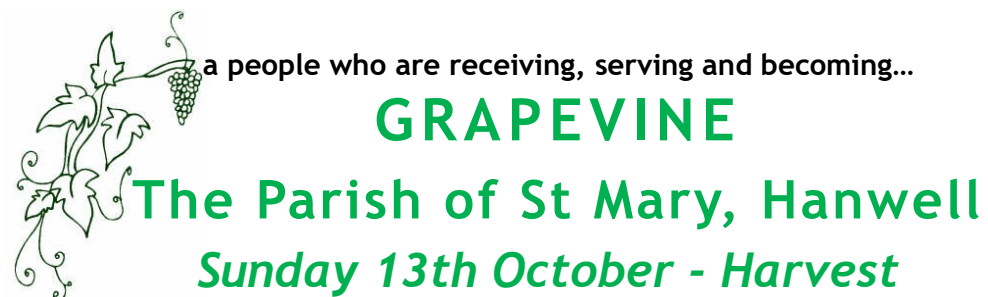 a people who are receiving, serving and becoming…
GRAPEVINE
The Parish of St Mary, Hanwell
Sunday 13th October - Harvest